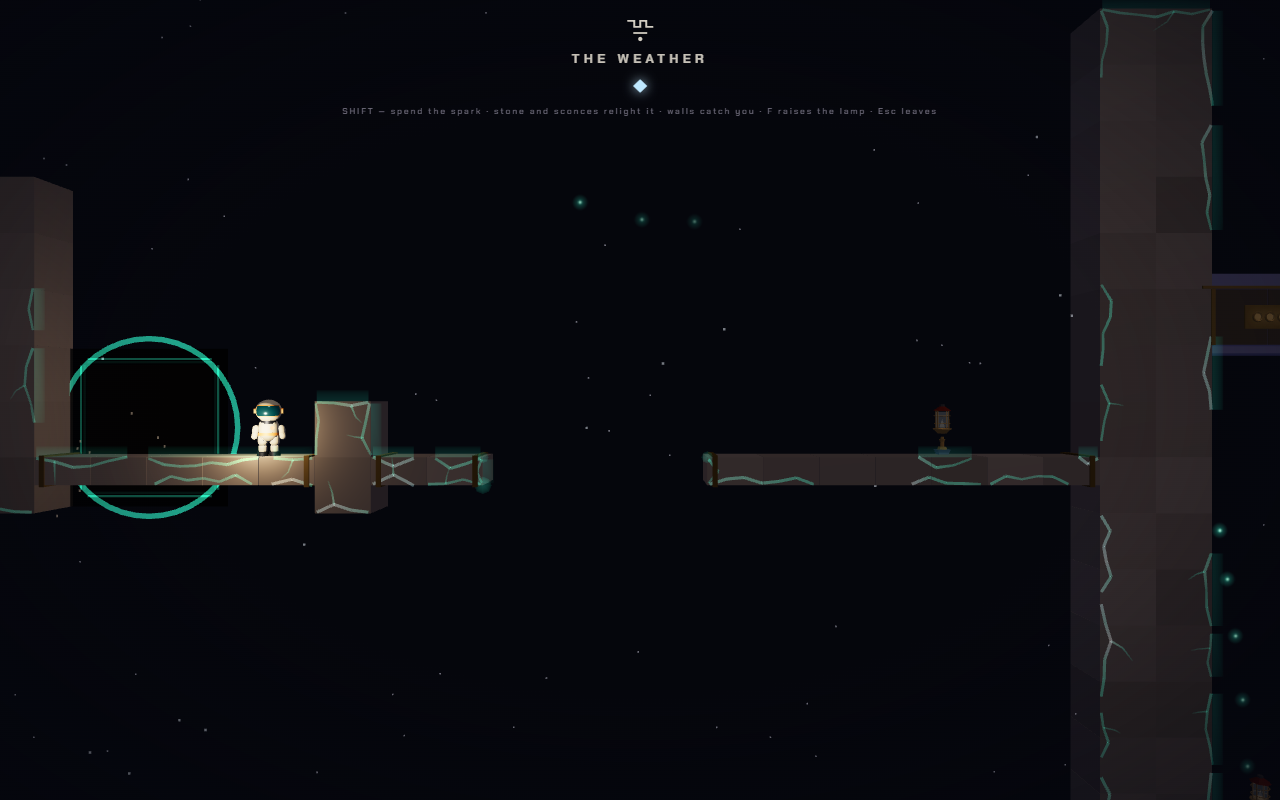 THE WEATHER
SHIFT — spend the spark · stone and sconces relight it · walls catch you · F raises the lamp · Esc leaves